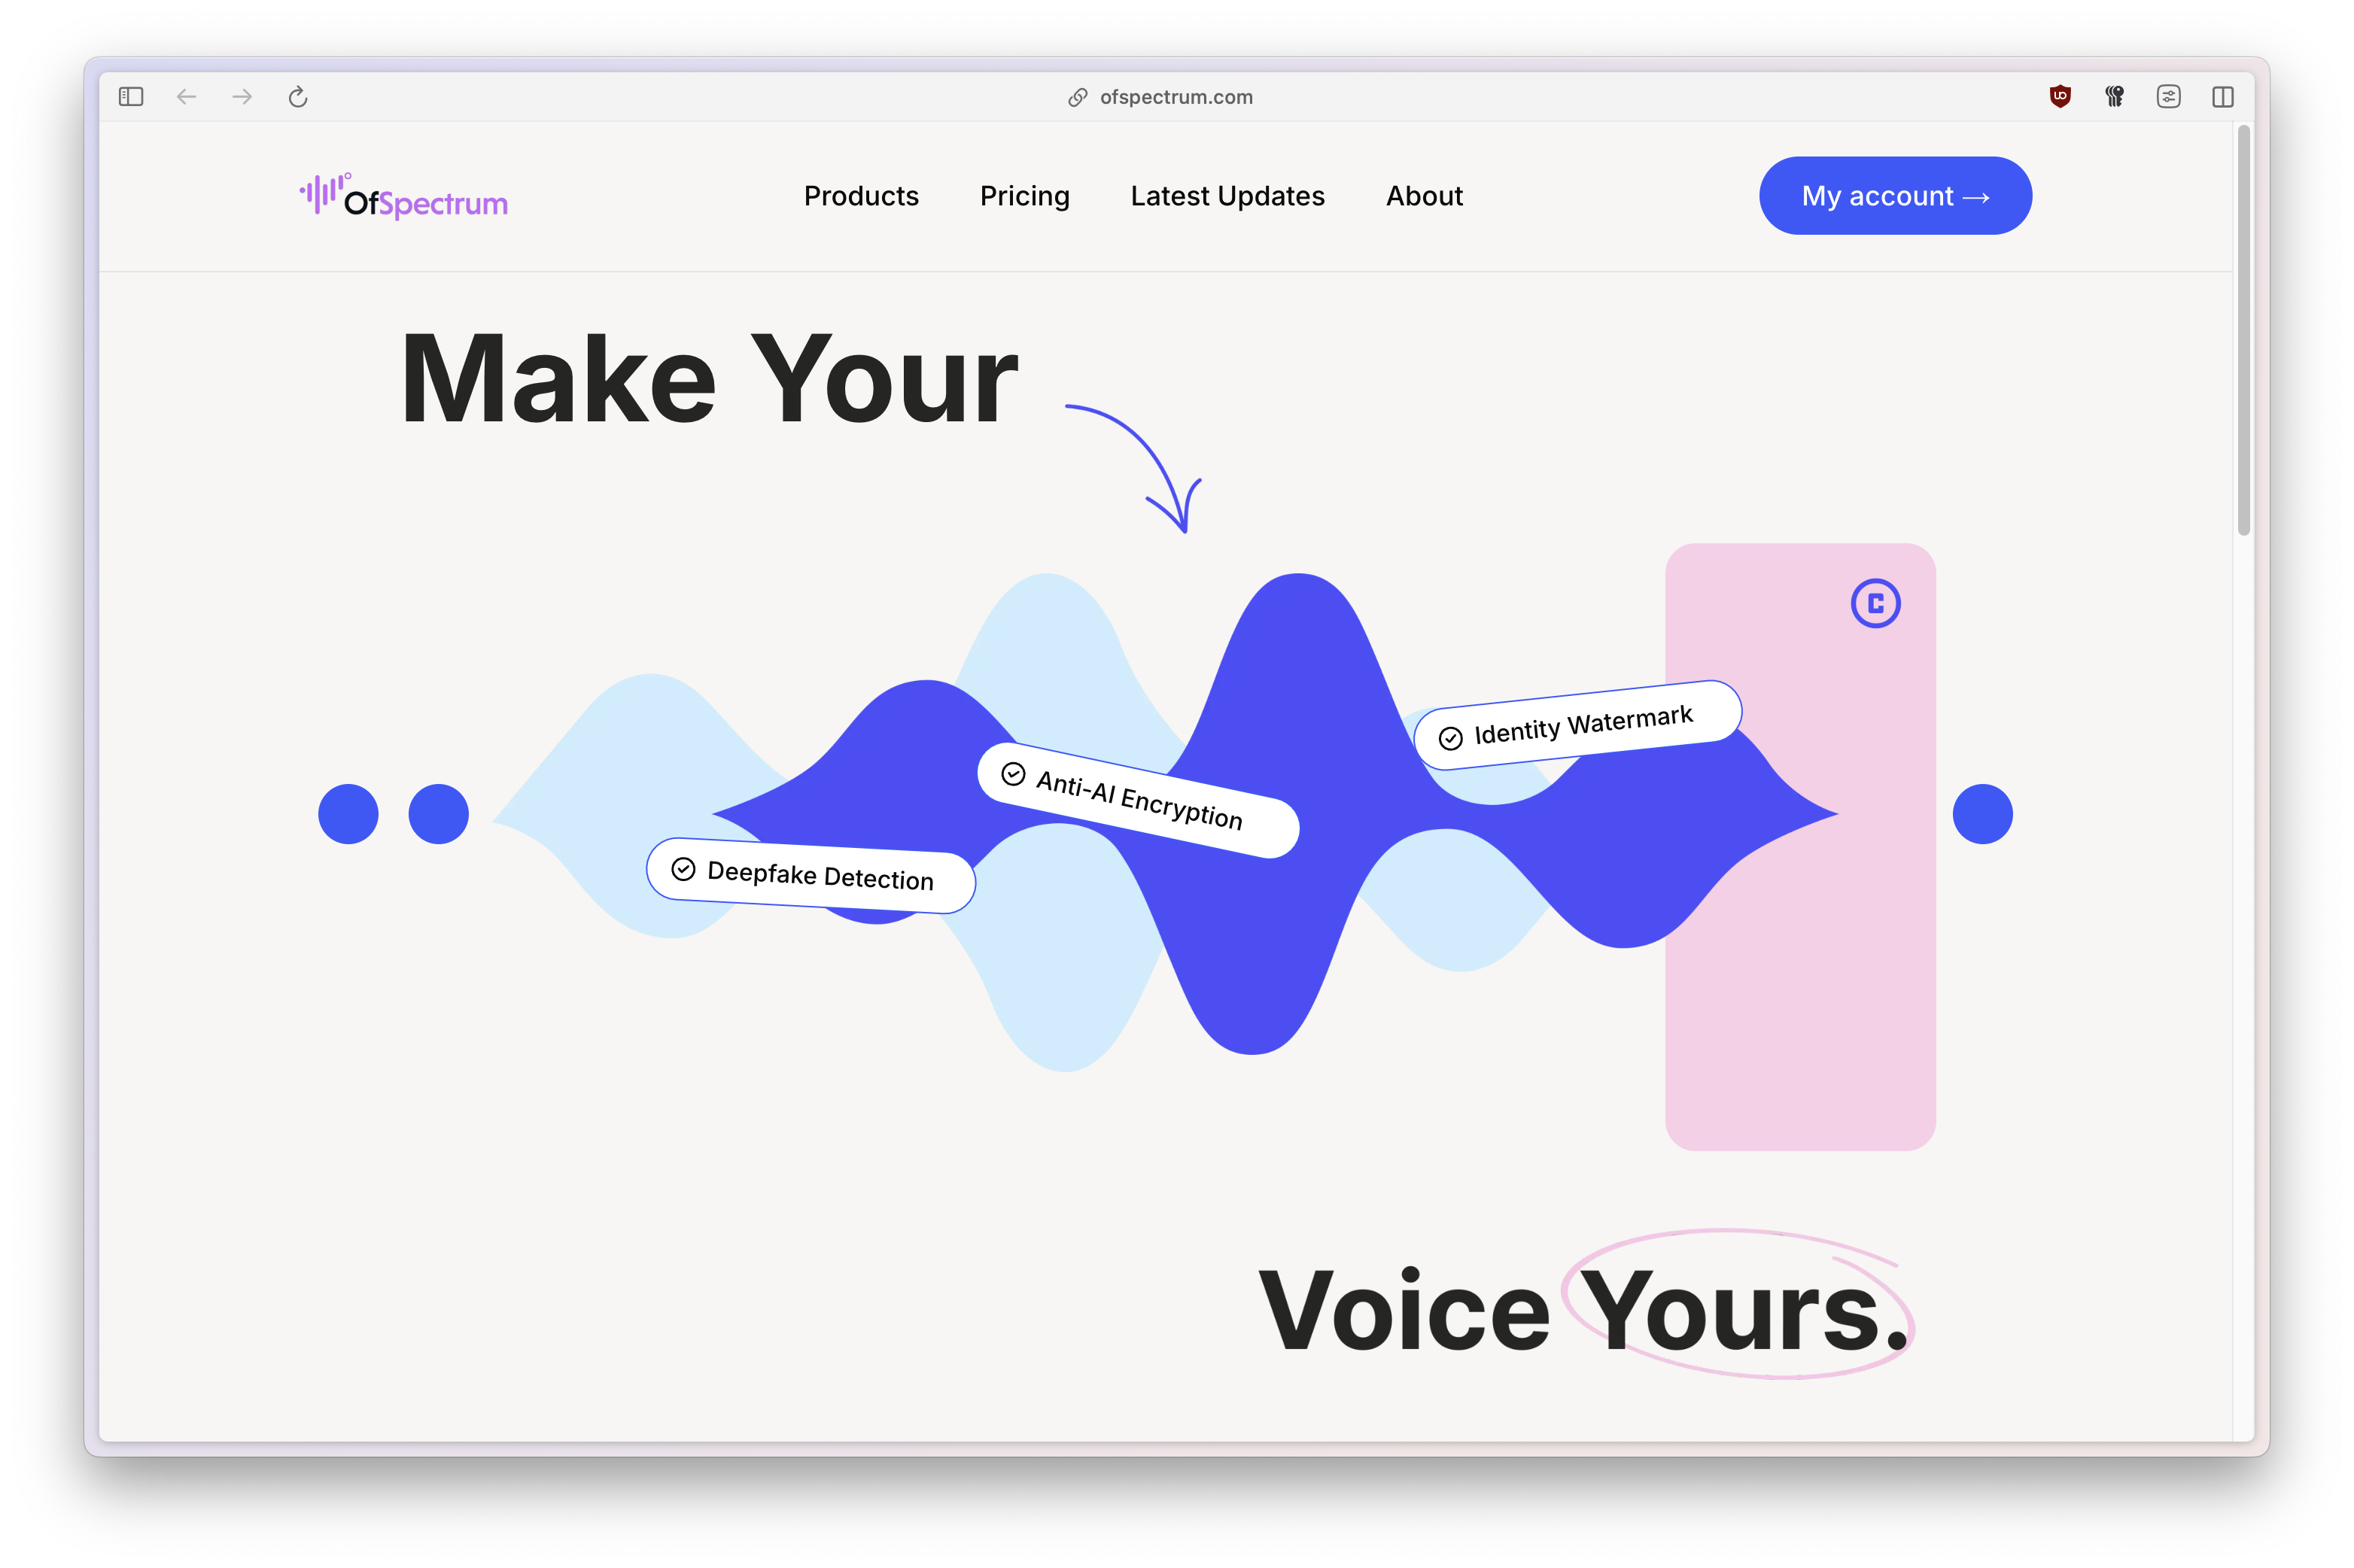 ofspectrum.com
OfSpectrum
Products Pricing Latest Updates About
My account →
Make Your
C
Identity Watermark
Anti-AI Encryption
Deepfake Detection
Voice Yours.